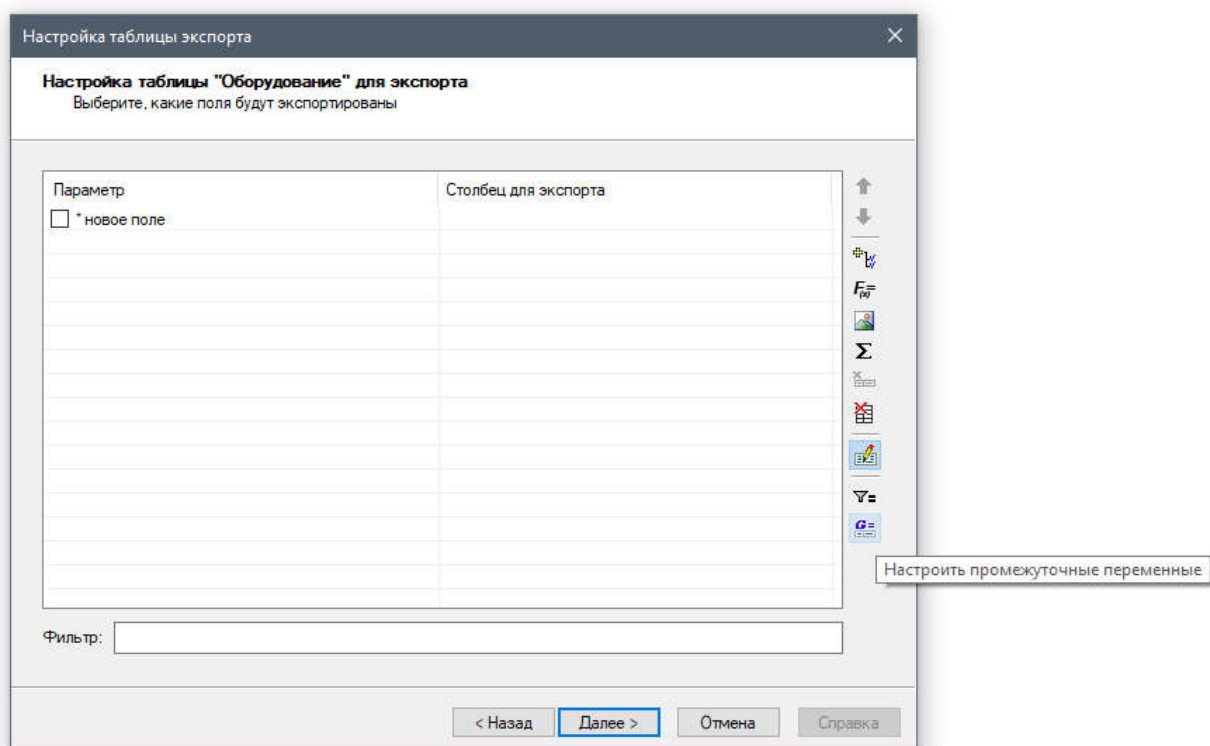 Настройка таблицы экспорта
Настройка таблицы "Оборудование" для экспорта
Выберите, какие поля будут экспортированы
Параметр Столбец для экспорта
* новое поле
F(x)=
Σ
G=
Настроить промежуточные переменные
Фильтр:
< Назад Далее > Отмена Справка